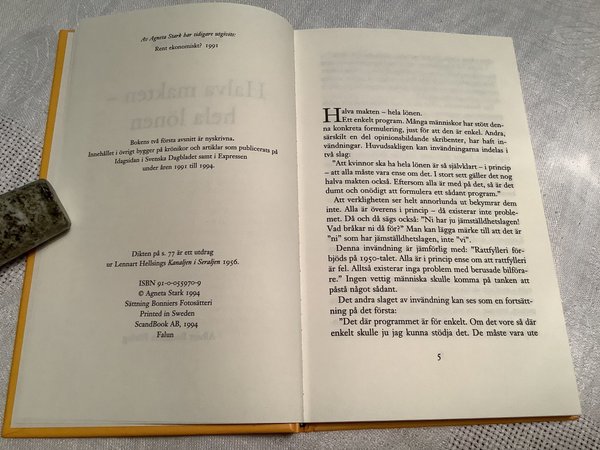 Av Agneta Stark har tidigare utgivits:
Rent ekonomiskt? 1991
Halva makten –
hela lönen
Bokens två första avsnitt är nyskrivna.
Innehållet i övrigt bygger på krönikor och artiklar som publicerats på
Idagsidan i Svenska Dagbladet samt i Expressen
under åren 1991 till 1994.
Dikten på s. 77 är ett utdrag
ur Lennart Hellsings Kanaljen i Seraljen 1956.
ISBN 91-0-055970-9
© Agneta Stark 1994
Sättning Bonniers Fotosätteri
Printed in Sweden
ScandBook AB, 1994
Falun
Halva makten – hela lönen.
Ett enkelt program. Många människor har stött den-
na konkreta formulering, just för att den är enkel. Andra,
särskilt en del opinionsbildande skribenter, har haft in-
vändningar. Huvudsakligen kan invändningarna indelas i
två slag:
"Att kvinnor ska ha hela lönen är så självklart – i princip
– att alla måste vara ense om det. I stort sett gäller det nog
halva makten också. Eftersom alla är med på det, så är det
dumt och onödigt att formulera ett sådant program."
Att verkligheten ser helt annorlunda ut bekymrar dem
inte. Alla är överens i princip – då existerar inte proble-
met. Då och då sägs också: "Ni har ju jämställdhetslagen!
Vad bråkar ni då för?" Man kan lägga märke till att det är
"ni" som har jämställdhetslagen, inte "vi".
Denna invändning är jämförlig med: "Rattfylleri för-
bjöds på 1950-talet. Alla är i princip ense om att rattfylleri
är fel. Alltså existerar inga problem med berusade bilföra-
re." Ingen vettig människa skulle komma på tanken att
påstå något sådant.
Det andra slaget av invändning kan ses som en fortsätt-
ning på det första:
"Det där programmet är för enkelt. Om det vore så där
enkelt skulle ju jag kunna stödja det. De måste vara ute
5